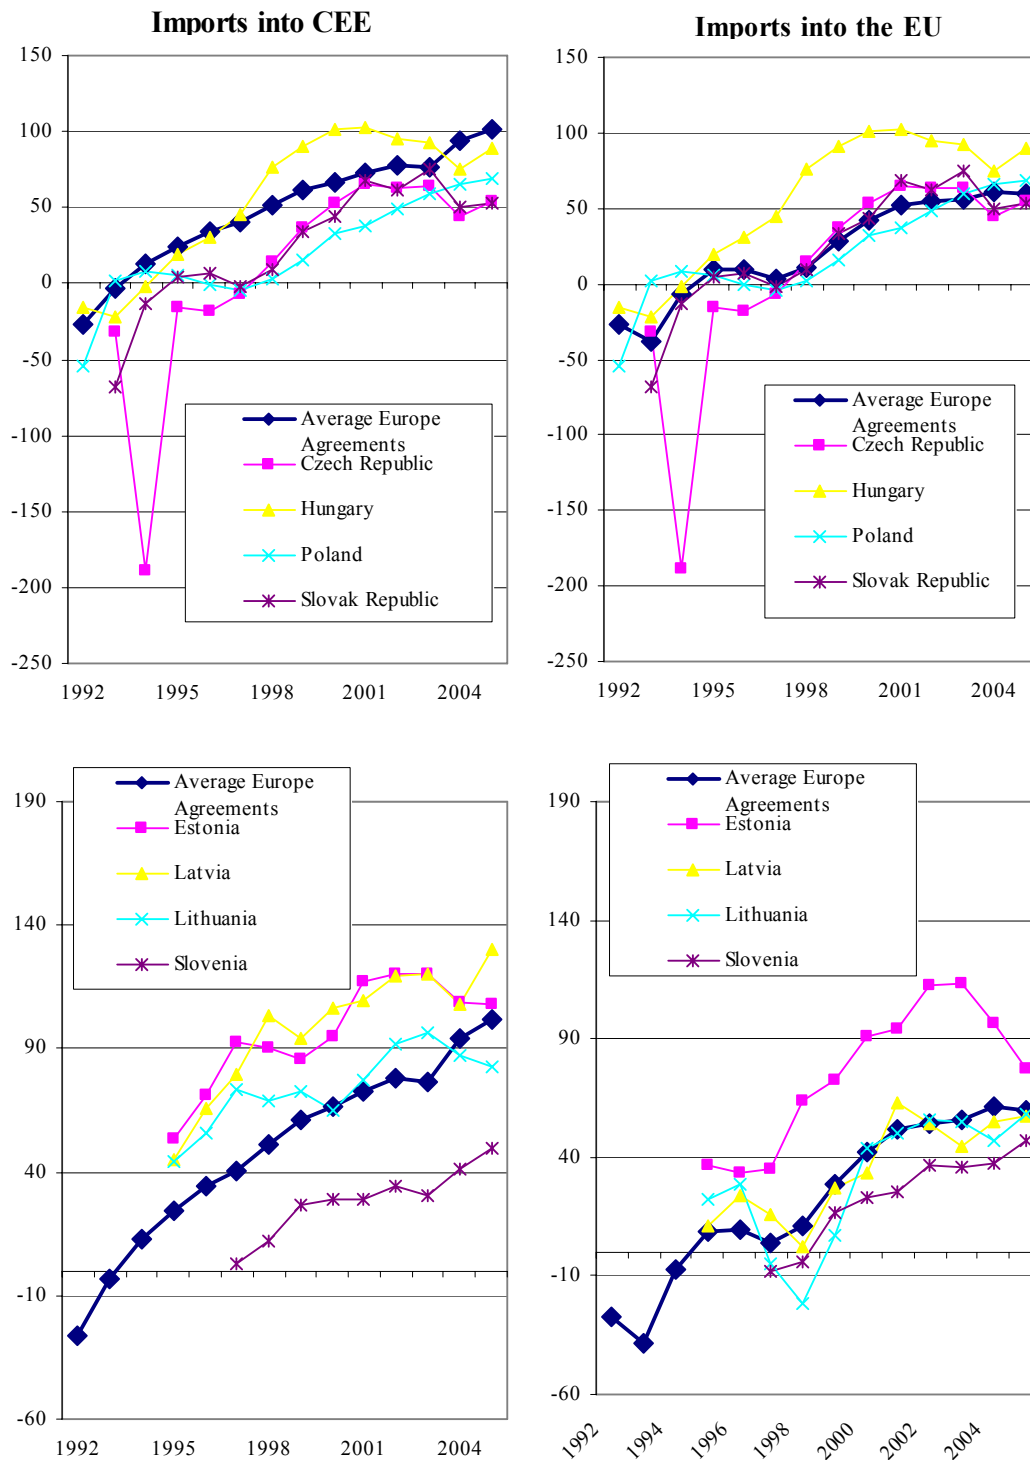 Imports into CEE
150
100
50
0
-50
-100
-150
-200
-250
1992 1995 1998 2001 2004
Average Europe
Agreements
Czech Republic
Hungary
Poland
Slovak Republic
Imports into the EU
150
100
50
0
-50
-100
-150
-200
-250
1992 1995 1998 2001 2004
Average Europe
Agreements
Czech Republic
Hungary
Poland
Slovak Republic
190
140
90
40
-10
-60
1992 1995 1998 2001 2004
Average Europe
Agreements
Estonia
Latvia
Lithuania
Slovenia
190
140
90
40
-10
-60
1992 1994 1996 1998 2000 2002 2004
Average Europe
Agreements
Estonia
Latvia
Lithuania
Slovenia